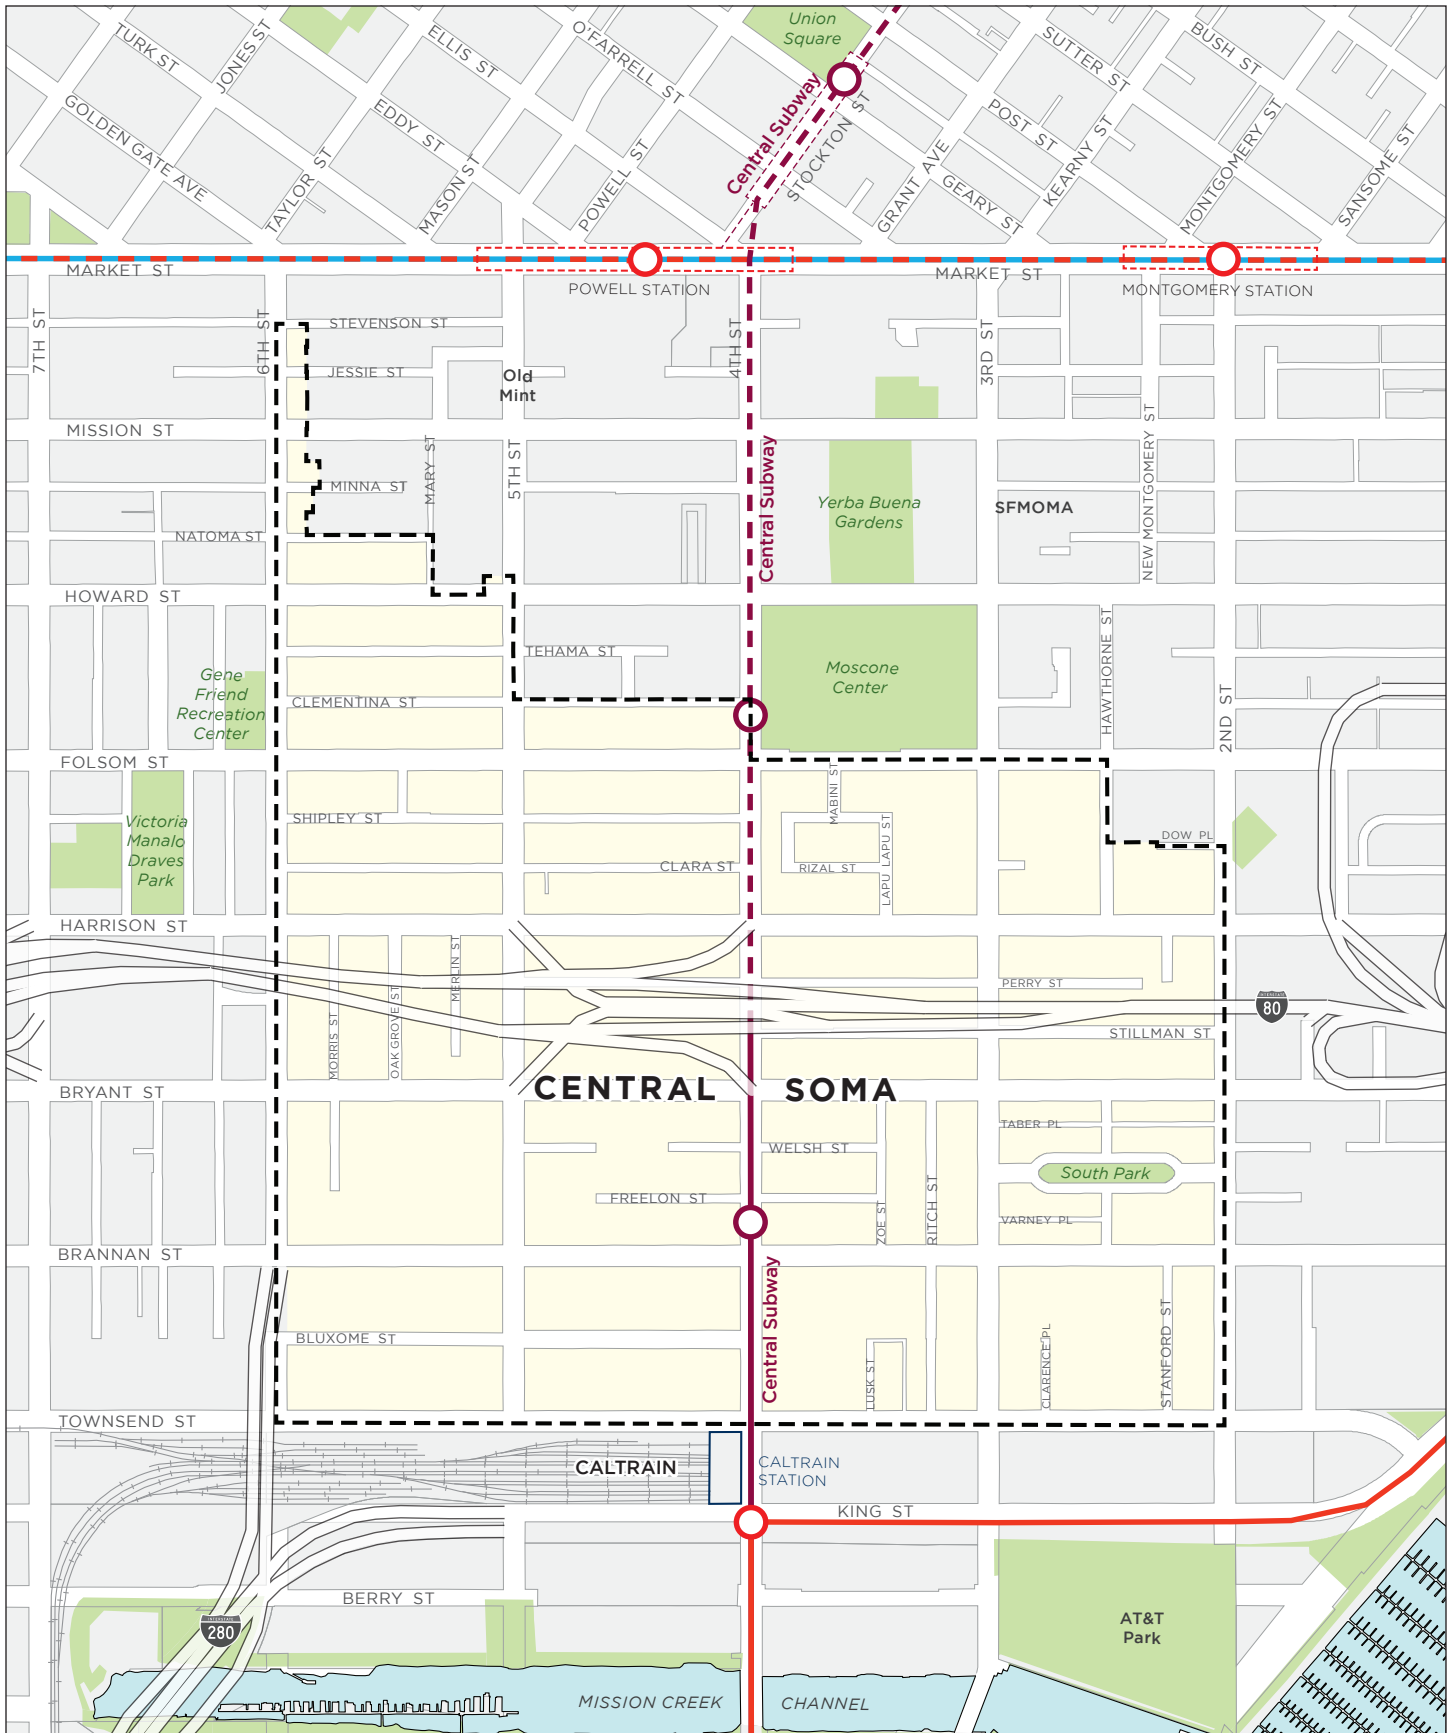 Union
Square
TURK ST
JONES ST
ELLIS ST
O'FARRELL ST
SUTTER ST
BUSH ST
GOLDEN GATE AVE
EDDY ST
Central Subway
STOCKTON ST
POST ST
KEARNY ST
MONTGOMERY ST
SANSOME ST
TAYLOR ST
MASON ST
POWELL ST
GRANT AVE
GEARY ST
MARKET ST
MARKET ST
POWELL STATION
MONTGOMERY STATION
7TH ST
6TH ST
STEVENSON ST
4TH ST
3RD ST
JESSIE ST
Old
Mint
MISSION ST
MARY ST
5TH ST
Central Subway
NEW MONTGOMERY ST
MINNA ST
Yerba Buena
Gardens
SFMOMA
NATOMA ST
HOWARD ST
TEHAMA ST
HAWTHORNE ST
Gene
Friend
Recreation
Center
Moscone
Center
CLEMENTINA ST
2ND ST
FOLSOM ST
MABINI ST
SHIPLEY ST
Victoria
Manalo
Draves
Park
LAPU LAPU ST
DOW PL
CLARA ST
RIZAL ST
HARRISON ST
MERLIN ST
PERRY ST
INTERSTATE
80
MORRIS ST
OAK GROVE ST
STILLMAN ST
BRYANT ST
CENTRAL SOMA
TABER PL
WELSH ST
South Park
FREELON ST
ZOE ST
RITCH ST
VARNEY PL
BRANNAN ST
Central Subway
BLUXOME ST
LUSK ST
CLARENCE PL
STANFORD ST
TOWNSEND ST
CALTRAIN
CALTRAIN
STATION
KING ST
BERRY ST
INTERSTATE
280
AT&T
Park
MISSION CREEK CHANNEL